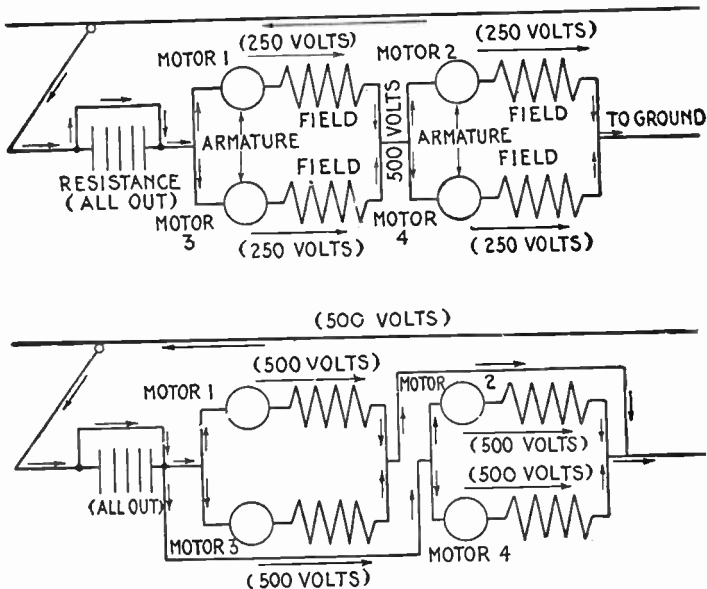 (250 VOLTS)
(250 VOLTS)
MOTOR 1
MOTOR 2
FIELD
FIELD
500 VOLTS
TO GROUND
ARMATURE
ARMATURE
FIELD
FIELD
RESISTANCE
(ALL OUT)
MOTOR
3
MOTOR
4
(250 VOLTS)
(250 VOLTS)
(500 VOLTS)
(500 VOLTS)
MOTOR 1
MOTOR 2
(500 VOLTS)
(500 VOLTS)
(ALL OUT)
MOTOR 3
MOTOR 4
(500 VOLTS)